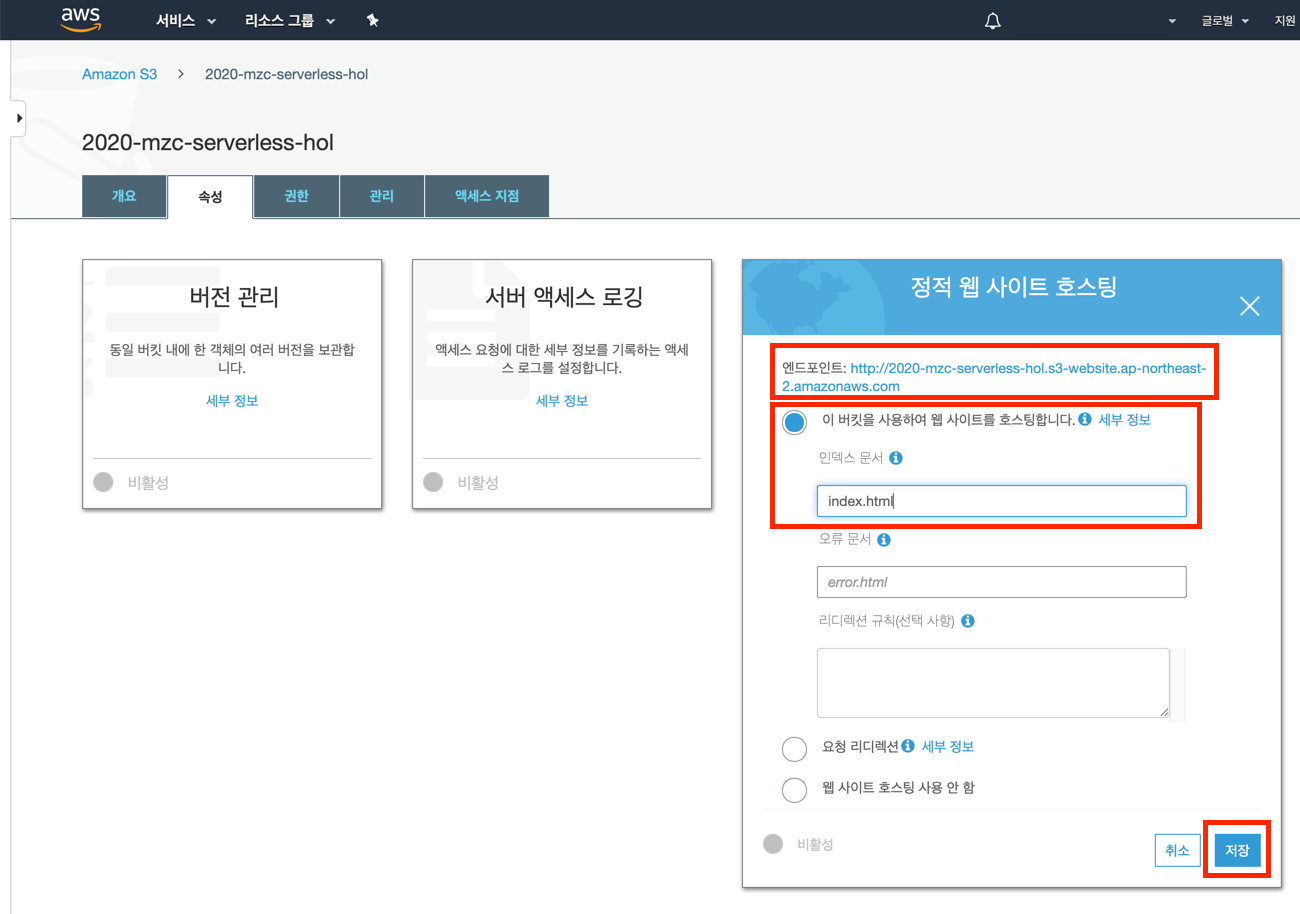 aws 서비스 리소스 그룹 글로벌 지원
Amazon S3 > 2020-mzc-serverless-hol
2020-mzc-serverless-hol
개요 속성 권한 관리 액세스 지점
버전 관리
동일 버킷 내에 한 객체의 여러 버전을 보관합
니다.
세부 정보
비활성
서버 액세스 로깅
액세스 요청에 대한 세부 정보를 기록하는 액세
스 로그를 설정합니다.
세부 정보
비활성
정적 웹 사이트 호스팅
엔드포인트: http://2020-mzc-serverless-hol.s3-website.ap-northeast-
2.amazonaws.com
이 버킷을 사용하여 웹 사이트를 호스팅합니다. 세부 정보
인덱스 문서
index.html
오류 문서
error.html
리디렉션 규칙(선택 사항)
요청 리디렉션 세부 정보
웹 사이트 호스팅 사용 안 함
비활성
취소 저장